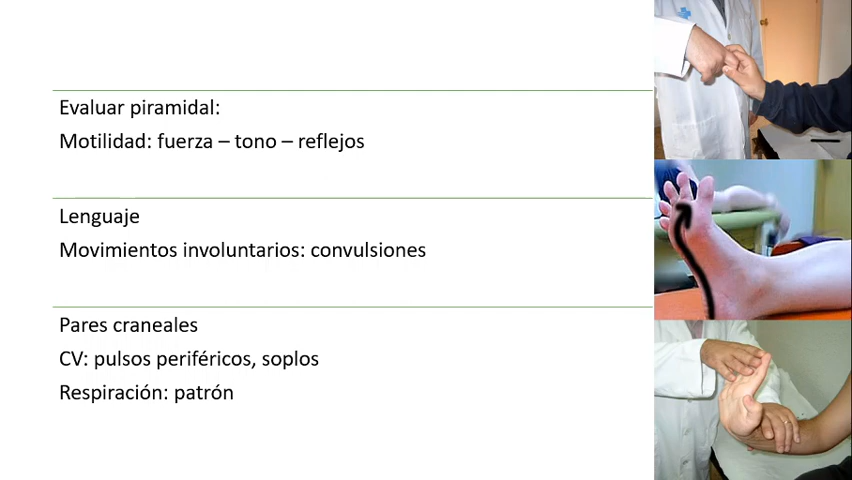 Evaluar piramidal:
Motilidad: fuerza – tono – reflejos
Lenguaje
Movimientos involuntarios: convulsiones
Pares craneales
CV: pulsos periféricos, soplos
Respiración: patrón